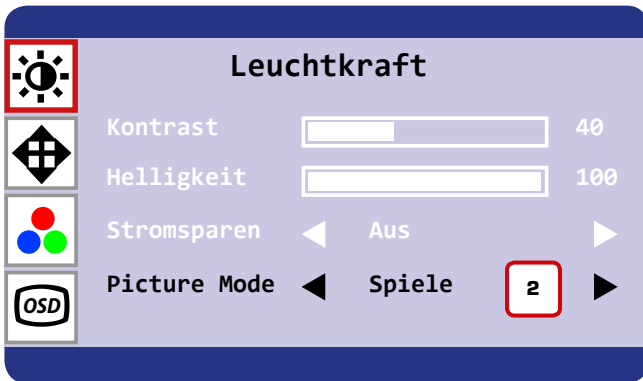 Leuchtkraft
Kontrast 40
Helligkeit 100
Stromsparen Aus
Picture Mode Spiele 2
OSD